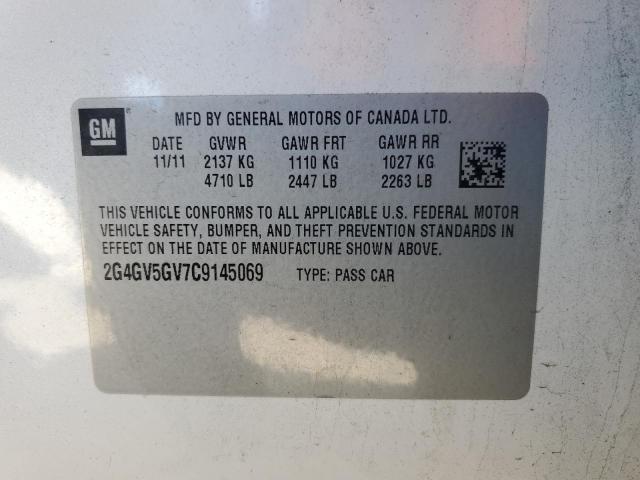 GM
MFD BY GENERAL MOTORS OF CANADA LTD.
DATE GVWR GAWR FRT GAWR RR
11/11 2137 KG 1110 KG 1027 KG
4710 LB 2447 LB 2263 LB
THIS VEHICLE CONFORMS TO ALL APPLICABLE U.S. FEDERAL MOTOR
VEHICLE SAFETY, BUMPER, AND THEFT PREVENTION STANDARDS IN
EFFECT ON THE DATE OF MANUFACTURE SHOWN ABOVE.
2G4GV5GV7C9145069 TYPE: PASS CAR